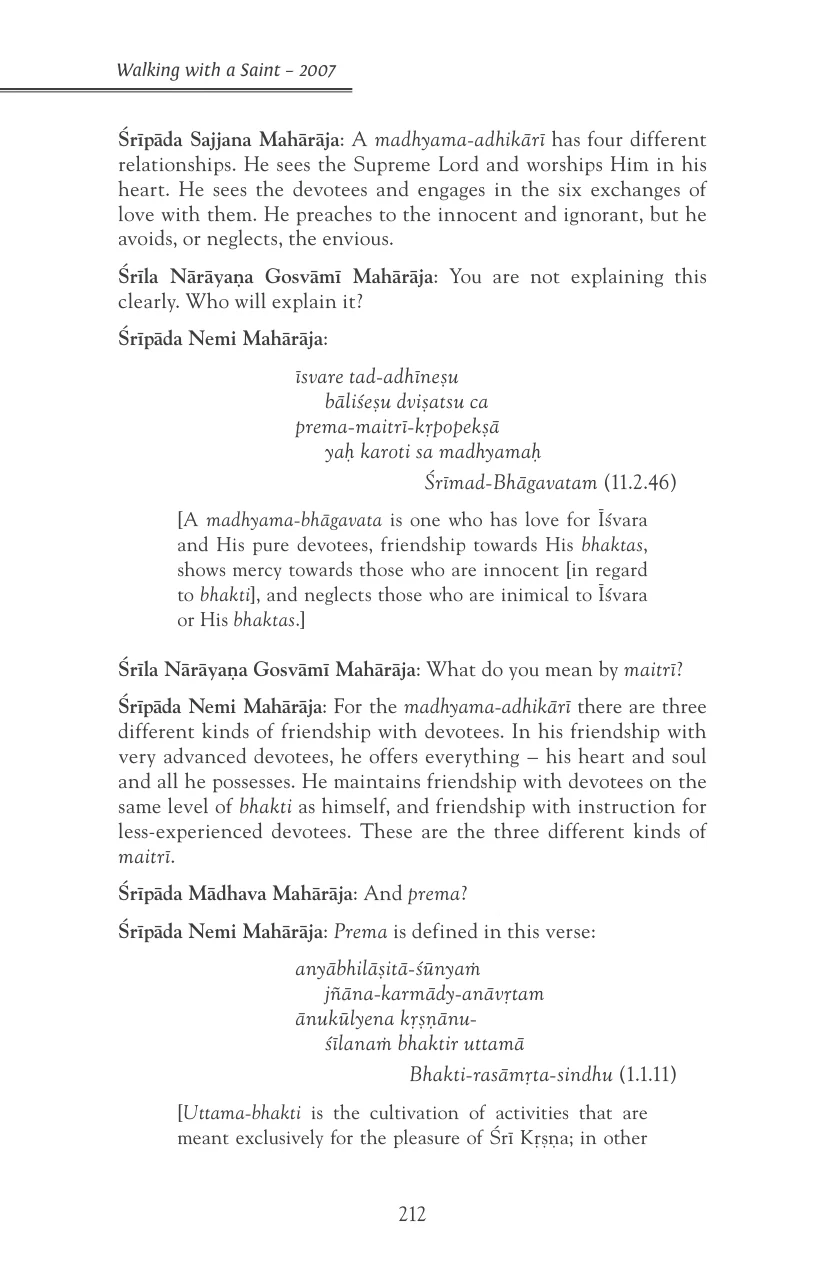 Walking with a Saint – 2007
Śrīpāda Sajjana Mahārāja: A madhyama-adhikārī has four different
relationships. He sees the Supreme Lord and worships Him in his
heart. He sees the devotees and engages in the six exchanges of
love with them. He preaches to the innocent and ignorant, but he
avoids, or neglects, the envious.
Śrīla Nārāyaṇa Gosvāmī Mahārāja: You are not explaining this
clearly. Who will explain it?
Śrīpāda Nemi Mahārāja:
īsvare tad-adhīneṣu
bāliśeṣu dviṣatsu ca
prema-maitrī-kṛpopekṣā
yaḥ karoti sa madhyamaḥ
Śrīmad-Bhāgavatam (11.2.46)
[A madhyama-bhāgavata is one who has love for Īśvara
and His pure devotees, friendship towards His bhaktas,
shows mercy towards those who are innocent [in regard
to bhakti], and neglects those who are inimical to Īśvara
or His bhaktas.]
Śrīla Nārāyaṇa Gosvāmī Mahārāja: What do you mean by maitrī?
Śrīpāda Nemi Mahārāja: For the madhyama-adhikārī there are three
different kinds of friendship with devotees. In his friendship with
very advanced devotees, he offers everything – his heart and soul
and all he possesses. He maintains friendship with devotees on the
same level of bhakti as himself, and friendship with instruction for
less-experienced devotees. These are the three different kinds of
maitrī.
Śrīpāda Mādhava Mahārāja: And prema?
Śrīpāda Nemi Mahārāja: Prema is defined in this verse:
anyābhilāṣitā-śūnyaṁ
jñāna-karmādy-anāvṛtam
ānukūlyena kṛṣṇānu-
śīlanaṁ bhaktir uttamā
Bhakti-rasāmṛta-sindhu (1.1.11)
[Uttama-bhakti is the cultivation of activities that are
meant exclusively for the pleasure of Śrī Kṛṣṇa; in other
212